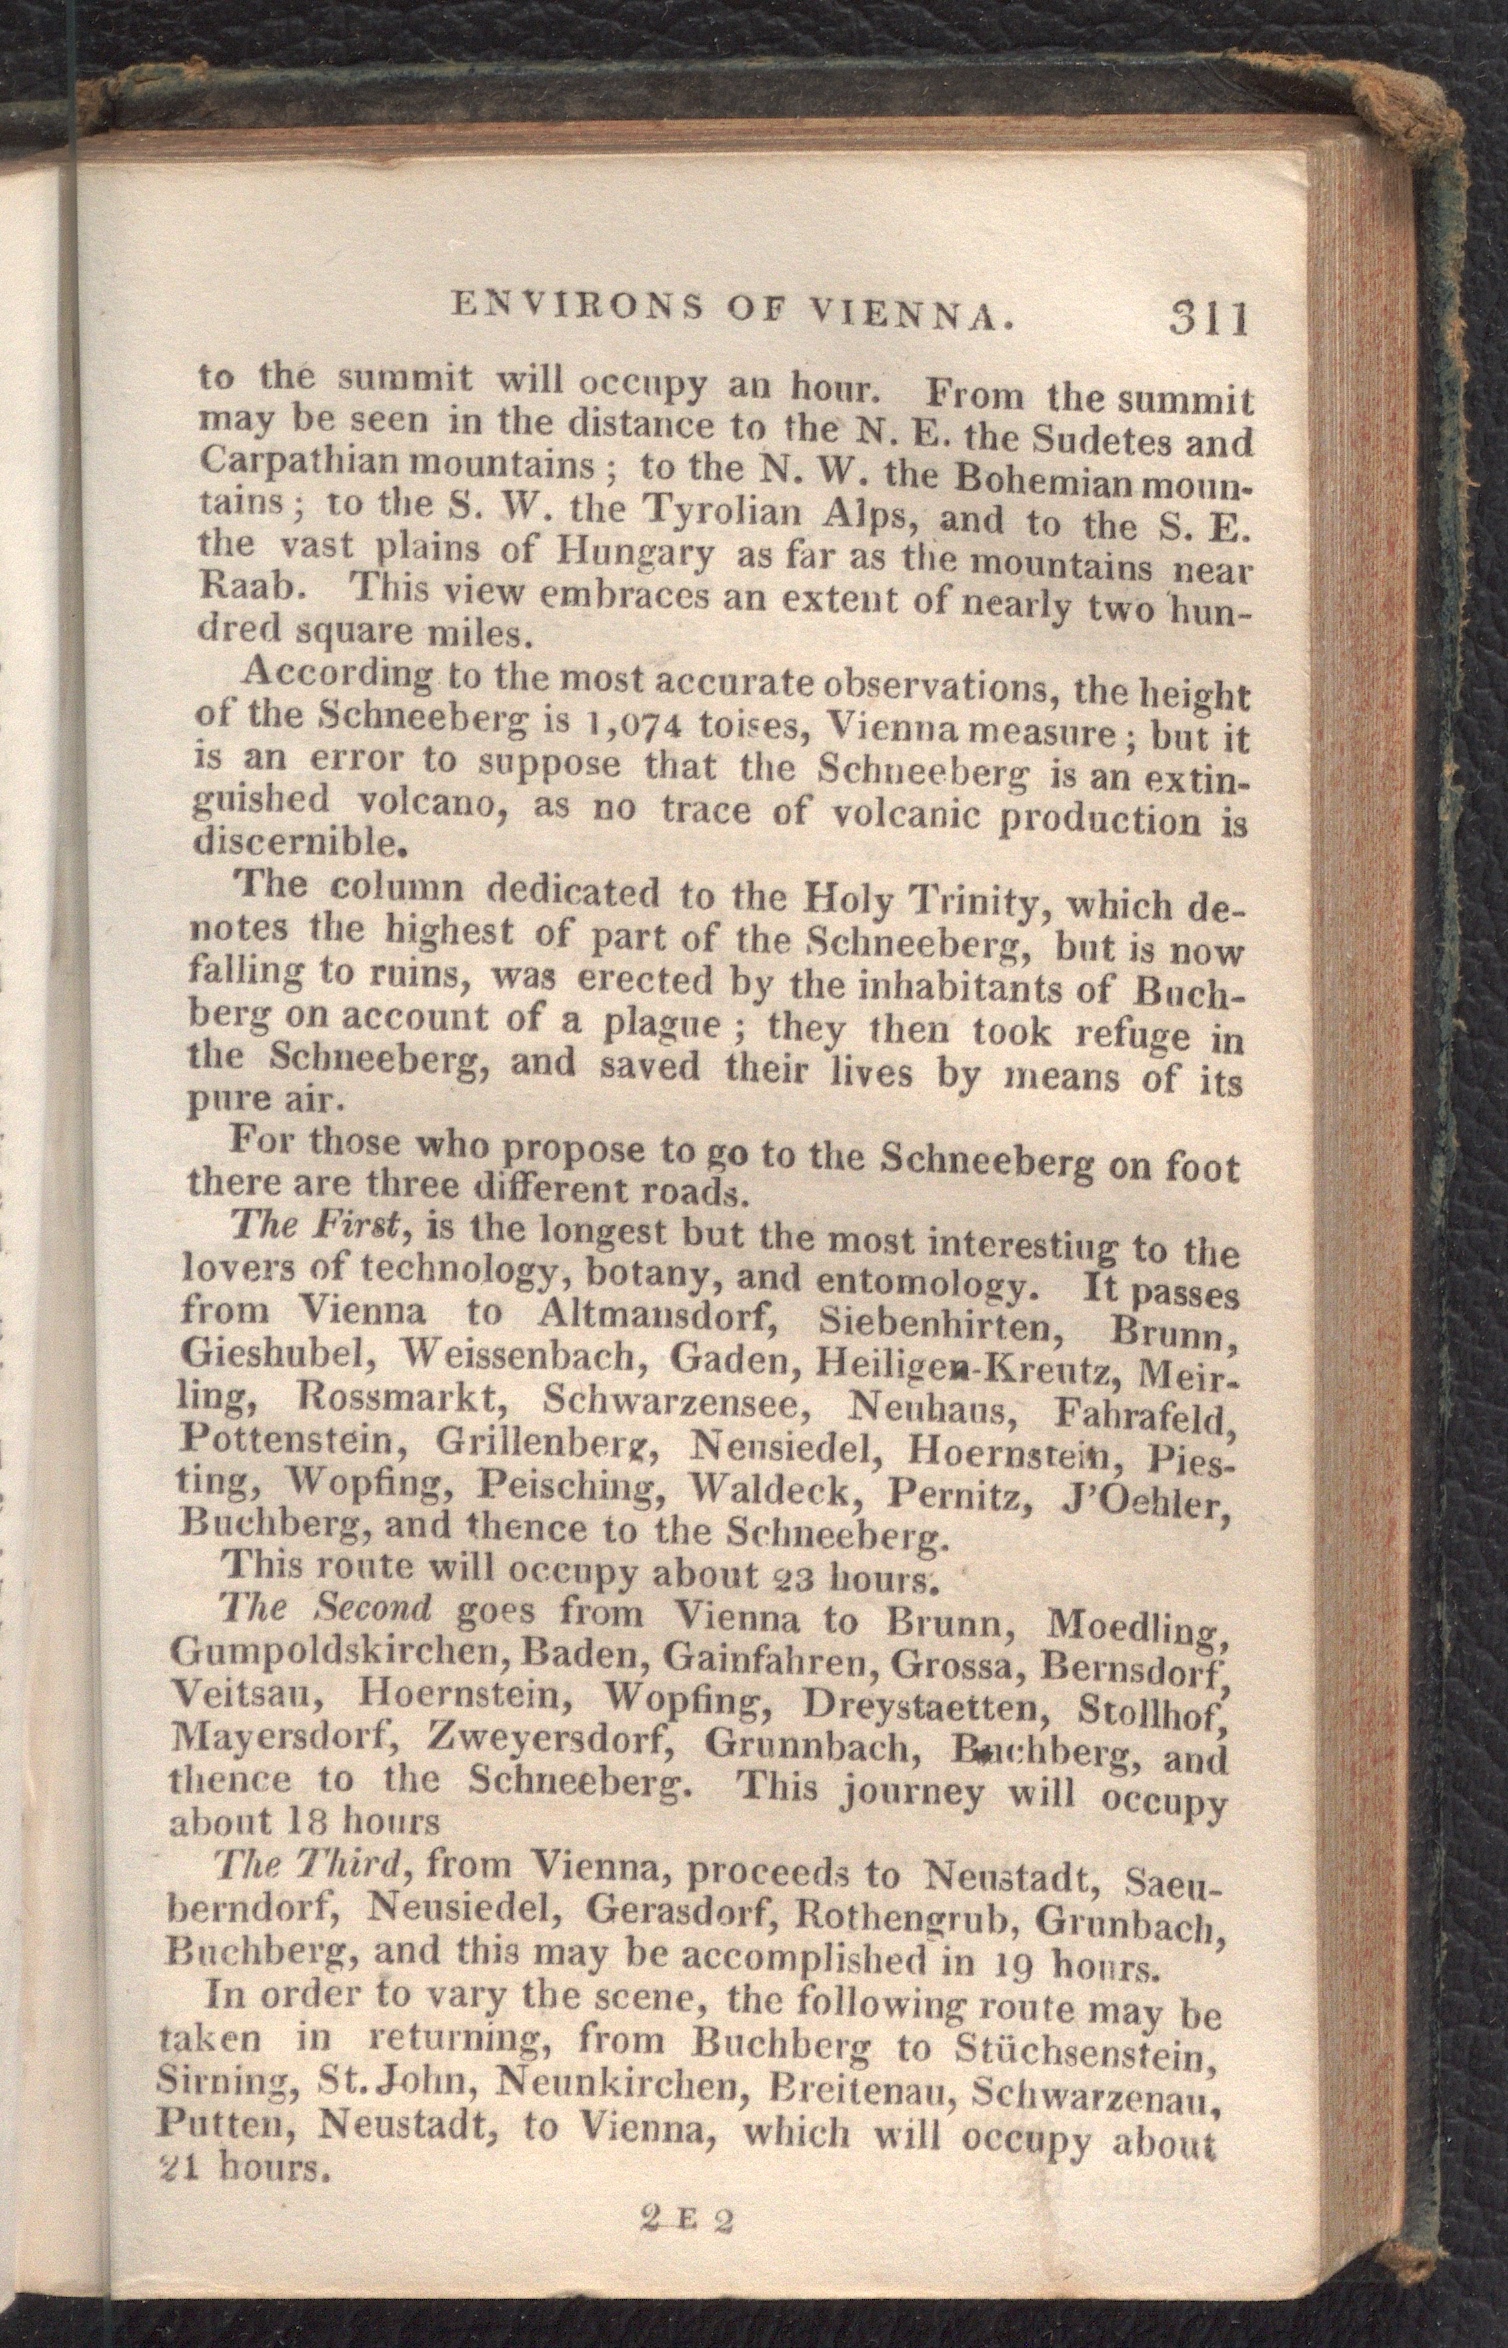 ENVIRONS OF VIENNA. 311
to the summit will occupy an hour. From the summit
may be seen in the distance to the N. E. the Sudetes and
Carpathian mountains; to the N. W. the Bohemian moun-
tains; to the S. W. the Tyrolian Alps, and to the S. E.
the vast plains of Hungary as far as the mountains near
Raab. This view embraces an extent of nearly two hun-
dred square miles.
According to the most accurate observations, the height
of the Schneeberg is 1,074 toises, Vienna measure; but it
is an error to suppose that the Schneeberg is an extin-
guished volcano, as no trace of volcanic production is
discernible.
The column dedicated to the Holy Trinity, which de-
notes the highest of part of the Schneeberg, but is now
falling to ruins, was erected by the inhabitants of Buch-
berg on account of a plague; they then took refuge in
the Schneeberg, and saved their lives by means of its
pure air.
For those who propose to go to the Schneeberg on foot
there are three different roads.
The First, is the longest but the most interesting to the
lovers of technology, botany, and entomology. It passes
from Vienna to Altmansdorf, Siebenhirten, Brunn,
Gieshubel, Weissenbach, Gaden, Heiligen-Kreutz, Meir-
ling, Rossmarkt, Schwarzensee, Neuhaus, Fahrafeld,
Pottenstein, Grillenberg, Neusiedel, Hoernstein, Pies-
ting, Wopfing, Peisching, Waldeck, Pernitz, J'Oehler,
Buchberg, and thence to the Schneeberg.
This route will occupy about 23 hours.
The Second goes from Vienna to Brunn, Moedling,
Gumpoldskirchen, Baden, Gainfahren, Grossa, Bernsdorf,
Veitsau, Hoernstein, Wopfing, Dreystaetten, Stollhof,
Mayersdorf, Zweyersdorf, Grunnbach, Buchberg, and
thence to the Schneeberg. This journey will occupy
about 18 hours
The Third, from Vienna, proceeds to Neustadt, Saeu-
berndorf, Neusiedel, Gerasdorf, Rothengrub, Grunbach,
Buchberg, and this may be accomplished in 19 hours.
In order to vary the scene, the following route may be
taken in returning, from Buchberg to Stüchsenstein,
Sirning, St. John, Neunkirchen, Breitenau, Schwarzenau,
Putten, Neustadt, to Vienna, which will occupy about
21 hours.
2 E 2